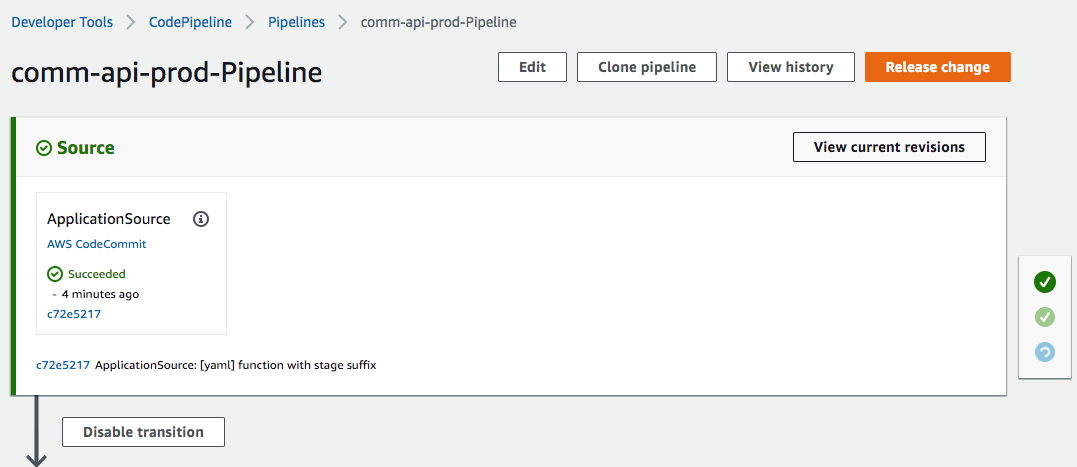 Developer Tools > CodePipeline > Pipelines > comm-api-prod-Pipeline
comm-api-prod-Pipeline
Edit
Clone pipeline
View history
Release change
Source
View current revisions
ApplicationSource
AWS CodeCommit
Succeeded
- 4 minutes ago
c72e5217
c72e5217 ApplicationSource: [yaml] function with stage suffix
Disable transition